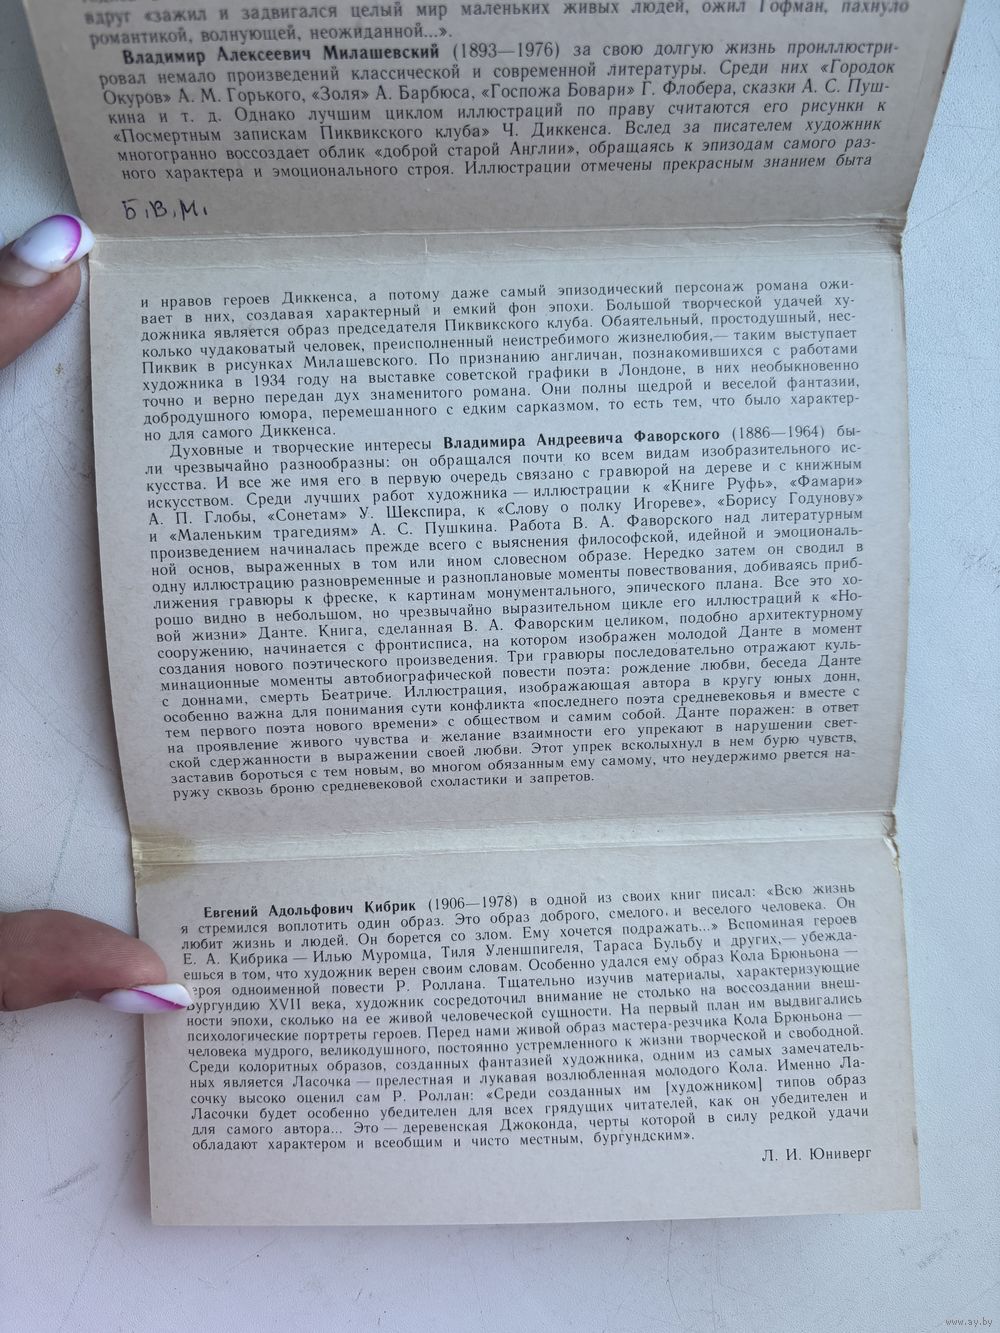 вдруг «зажил и задвигался целый мир маленьких живых людей, ожил Гофман, пахнуло
романтикой, волнующей, неожиданной...».
Владимир Алексеевич Милашевский (1893—1976) за свою долгую жизнь проиллюстри-
ровал немало произведений классической и современной литературы. Среди них «Городок
Окуров» А. М. Горького, «Золя» А. Барбюса, «Госпожа Бовари» Г. Флобера, сказки А. С. Пуш-
кина и т. д. Однако лучшим циклом иллюстраций по праву считаются его рисунки к
«Посмертным запискам Пиквикского клуба» Ч. Диккенса. Вслед за писателем художник
многогранно воссоздает облик «доброй старой Англии», обращаясь к эпизодам самого раз-
ного характера и эмоционального строя. Иллюстрации отмечены прекрасным знанием быта
Б.В.М.
и нравов героев Диккенса, а потому даже самый эпизодический персонаж романа ожи-
вает в них, создавая характерный и емкий фон эпохи. Большой творческой удачей ху-
дожника является образ председателя Пиквикского клуба. Обаятельный, простодушный, нес-
колько чудаковатый человек, преисполненный неистребимого жизнелюбия,— таким выступает
Пиквик в рисунках Милашевского. По признанию англичан, познакомившихся с работами
художника в 1934 году на выставке советской графики в Лондоне, в них необыкновенно
точно и верно передан дух знаменитого романа. Они полны щедрой и веселой фантазии,
добродушного юмора, перемешанного с едким сарказмом, то есть тем, что было характер-
но для самого Диккенса.
Духовные и творческие интересы Владимира Андреевича Фаворского (1886—1964) бы-
ли чрезвычайно разнообразны: он обращался почти ко всем видам изобразительного ис-
кусства. И все же имя его в первую очередь связано с гравюрой на дереве и с книжным
искусством. Среди лучших работ художника — иллюстрации к «Книге Руфь», «Фамари»
А. П. Глобы, «Сонетам» У. Шекспира, к «Слову о полку Игореве», «Борису Годунову»
и «Маленьким трагедиям» А. С. Пушкина. Работа В. А. Фаворского над литературным
произведением начиналась прежде всего с выяснения философской, идейной и эмоциональ-
ной основ, выраженных в том или ином словесном образе. Нередко затем он сводил в
одну иллюстрацию разновременные и разноплановые моменты повествования, добиваясь приб-
лижения гравюры к фреске, к картинам монументального, эпического плана. Все это хо-
рошо видно в небольшом, но чрезвычайно выразительном цикле его иллюстраций к «Но-
вой жизни» Данте. Книга, сделанная В. А. Фаворским целиком, подобно архитектурному
сооружению, начинается с фронтисписа, на котором изображен молодой Данте в момент
создания нового поэтического произведения. Три гравюры последовательно отражают куль-
минационные моменты автобиографической повести поэта: рождение любви, беседа Данте
с доннами, смерть Беатриче. Иллюстрация, изображающая автора в кругу юных донн,
особенно важна для понимания сути конфликта «последнего поэта средневековья и вместе с
тем первого поэта нового времени» с обществом и самим собой. Данте поражен: в ответ
на проявление живого чувства и желание взаимности его упрекают в нарушении свет-
ской сдержанности в выражении своей любви. Этот упрек всколыхнул в нем бурю чувств,
заставив бороться с тем новым, во многом обязанным ему самому, что неудержимо рвется на-
ружу сквозь броню средневековой схоластики и запретов.
Евгений Адольфович Кибрик (1906—1978) в одной из своих книг писал: «Всю жизнь
я стремился воплотить один образ. Это образ доброго, смелого и веселого человека. Он
любит жизнь и людей. Он борется со злом. Ему хочется подражать...» Вспоминая героев
Е. А. Кибрика — Илью Муромца, Тиля Уленшпигеля, Тараса Бульбу и других,— убежда-
ешься в том, что художник верен своим словам. Особенно удался ему образ Кола Брюньона —
героя одноименной повести Р. Роллана. Тщательно изучив материалы, характеризующие
Бургундию XVII века, художник сосредоточил внимание не столько на воссоздании внеш-
ности эпохи, сколько на ее живой человеческой сущности. На первый план им выдвигались
психологические портреты героев. Перед нами живой образ мастера-резчика Кола Брюньона —
человека мудрого, великодушного, постоянно устремленного к жизни творческой и свободной.
Среди колоритных образов, созданных фантазией художника, одним из самых замечатель-
ных является Ласочка — прелестная и лукавая возлюбленная молодого Кола. Именно Ла-
сочку высоко оценил сам Р. Роллан: «Среди созданных им [художником] типов образ
Ласочки будет особенно убедителен для всех грядущих читателей, как он убедителен и
для самого автора... Это — деревенская Джоконда, черты которой в силу редкой удачи
обладают характером и всеобщим и чисто местным, бургундским».
Л. И. Юниверг
www.ay.by